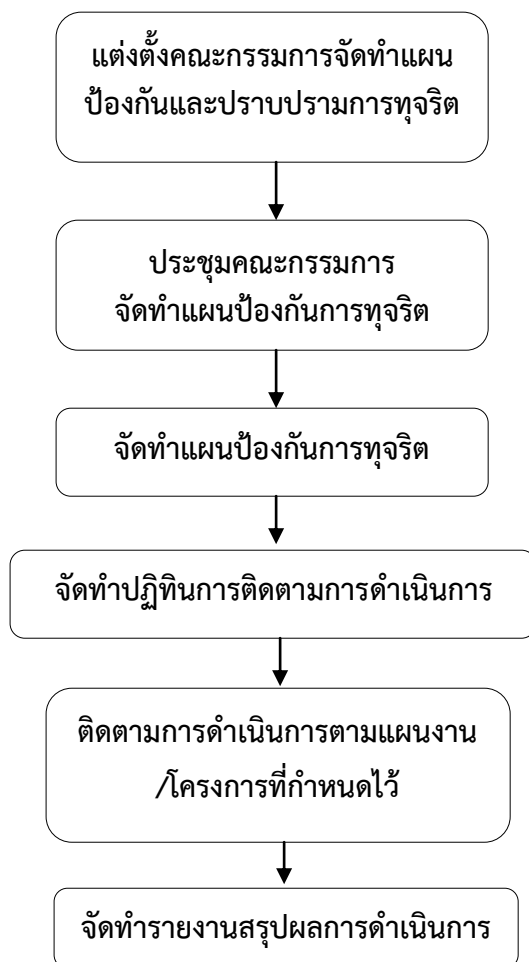 แต่งตั้งคณะกรรมการจัดทำแผน
ป้องกันและปราบปรามการทุจริต
ประชุมคณะกรรมการ
จัดทำแผนป้องกันการทุจริต
จัดทำแผนป้องกันการทุจริต
จัดทำปฏิทินการติดตามการดำเนินการ
ติดตามการดำเนินการตามแผนงาน
/โครงการที่กำหนดไว้
จัดทำรายงานสรุปผลการดำเนินการ